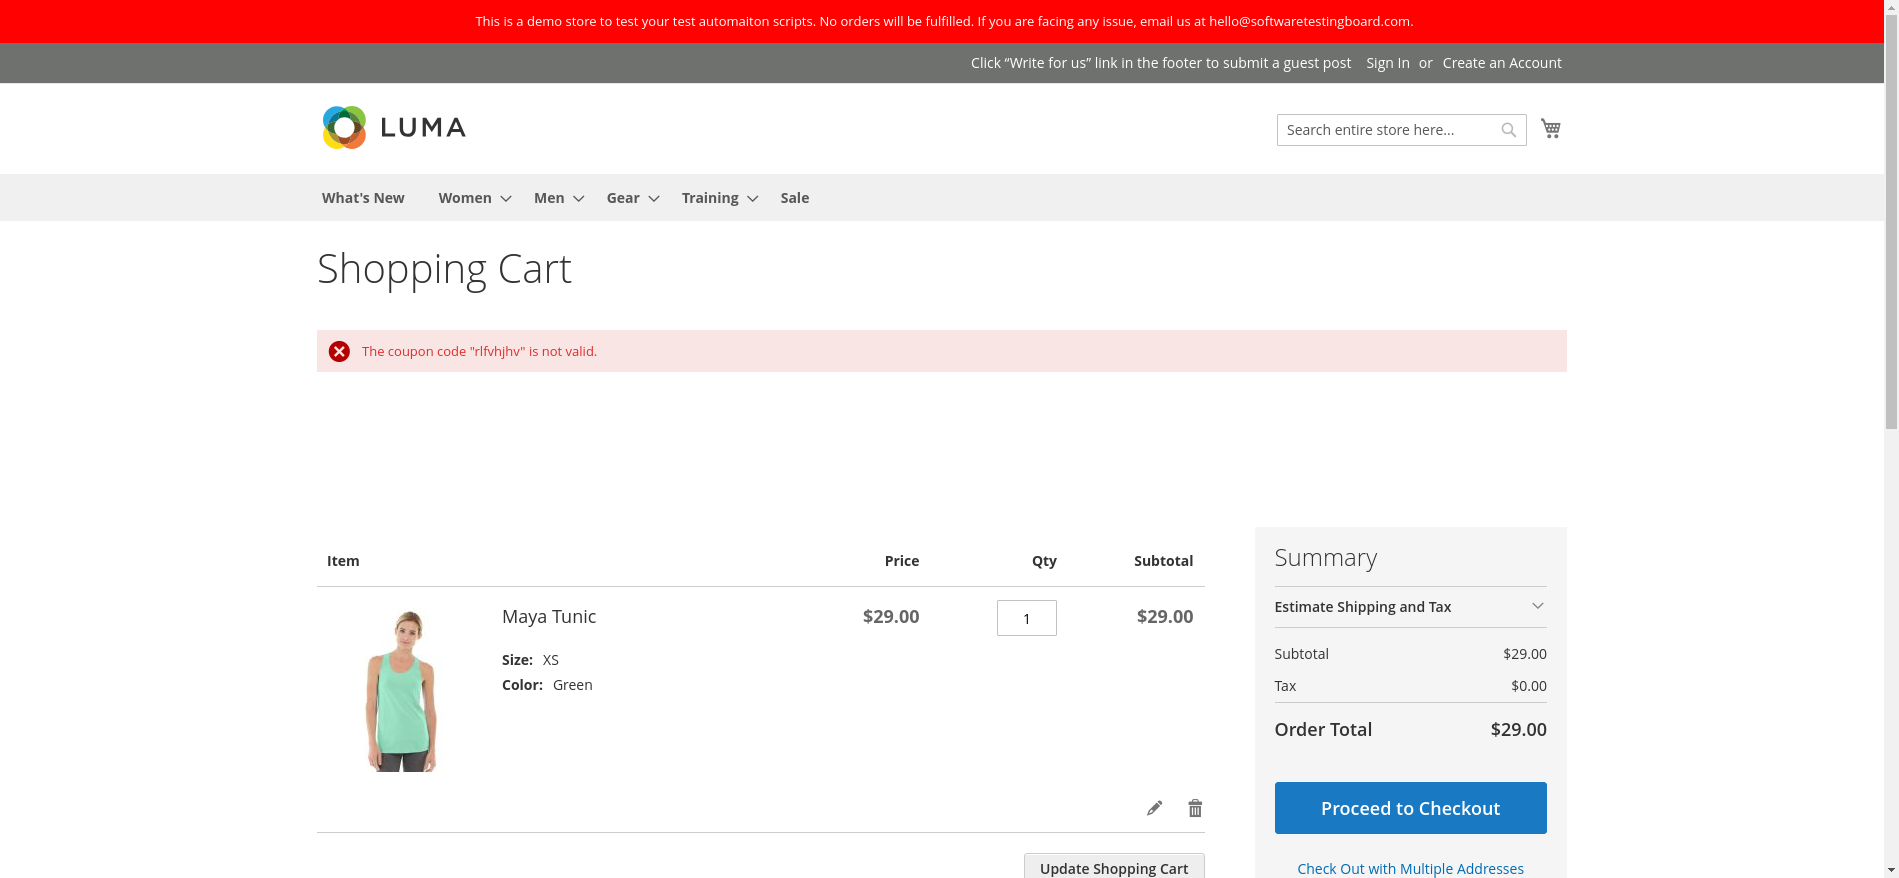 This is a demo store to test your test automaiton scripts. No orders will be fulfilled. If you are facing any issue, email us at hello@softwaretestingboard.com.
Click “Write for us” link in the footer to submit a guest post Sign In or Create an Account
LUMA
Search entire store here...
What's New Women Men Gear Training Sale
Shopping Cart
The coupon code "rlfvhjhv" is not valid.
Item Price Qty Subtotal
Maya Tunic $29.00 1 $29.00
Size: XS
Color: Green
Update Shopping Cart
Summary
Estimate Shipping and Tax
Subtotal $29.00
Tax $0.00
Order Total $29.00
Proceed to Checkout
Check Out with Multiple Addresses